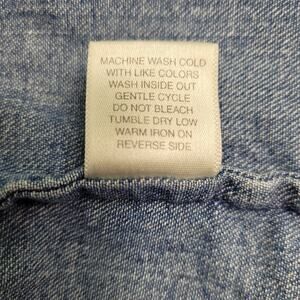 MACHINE WASH COLD
WITH LIKE COLORS
WASH INSIDE OUT
GENTLE CYCLE
DO NOT BLEACH
TUMBLE DRY LOW
WARM IRON ON
REVERSE SIDE